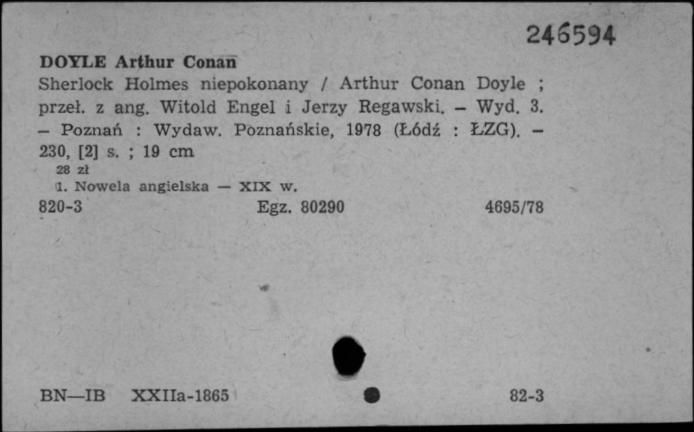 246594
DOYLE Arthur Conan
Sherlock Holmes niepokonany / Arthur Conan Doyle ;
przeł. z ang. Witold Engel i Jerzy Regawski. — Wyd. 3.
— Poznań : Wydaw. Poznańskie, 1978 (Łódź : ŁZG). —
230, [2] s. ; 19 cm
28 zł
1. Nowela angielska — XIX w.
820-3 Egz. 80290 4695/78
BN—IB XXIIa-1865 82-3